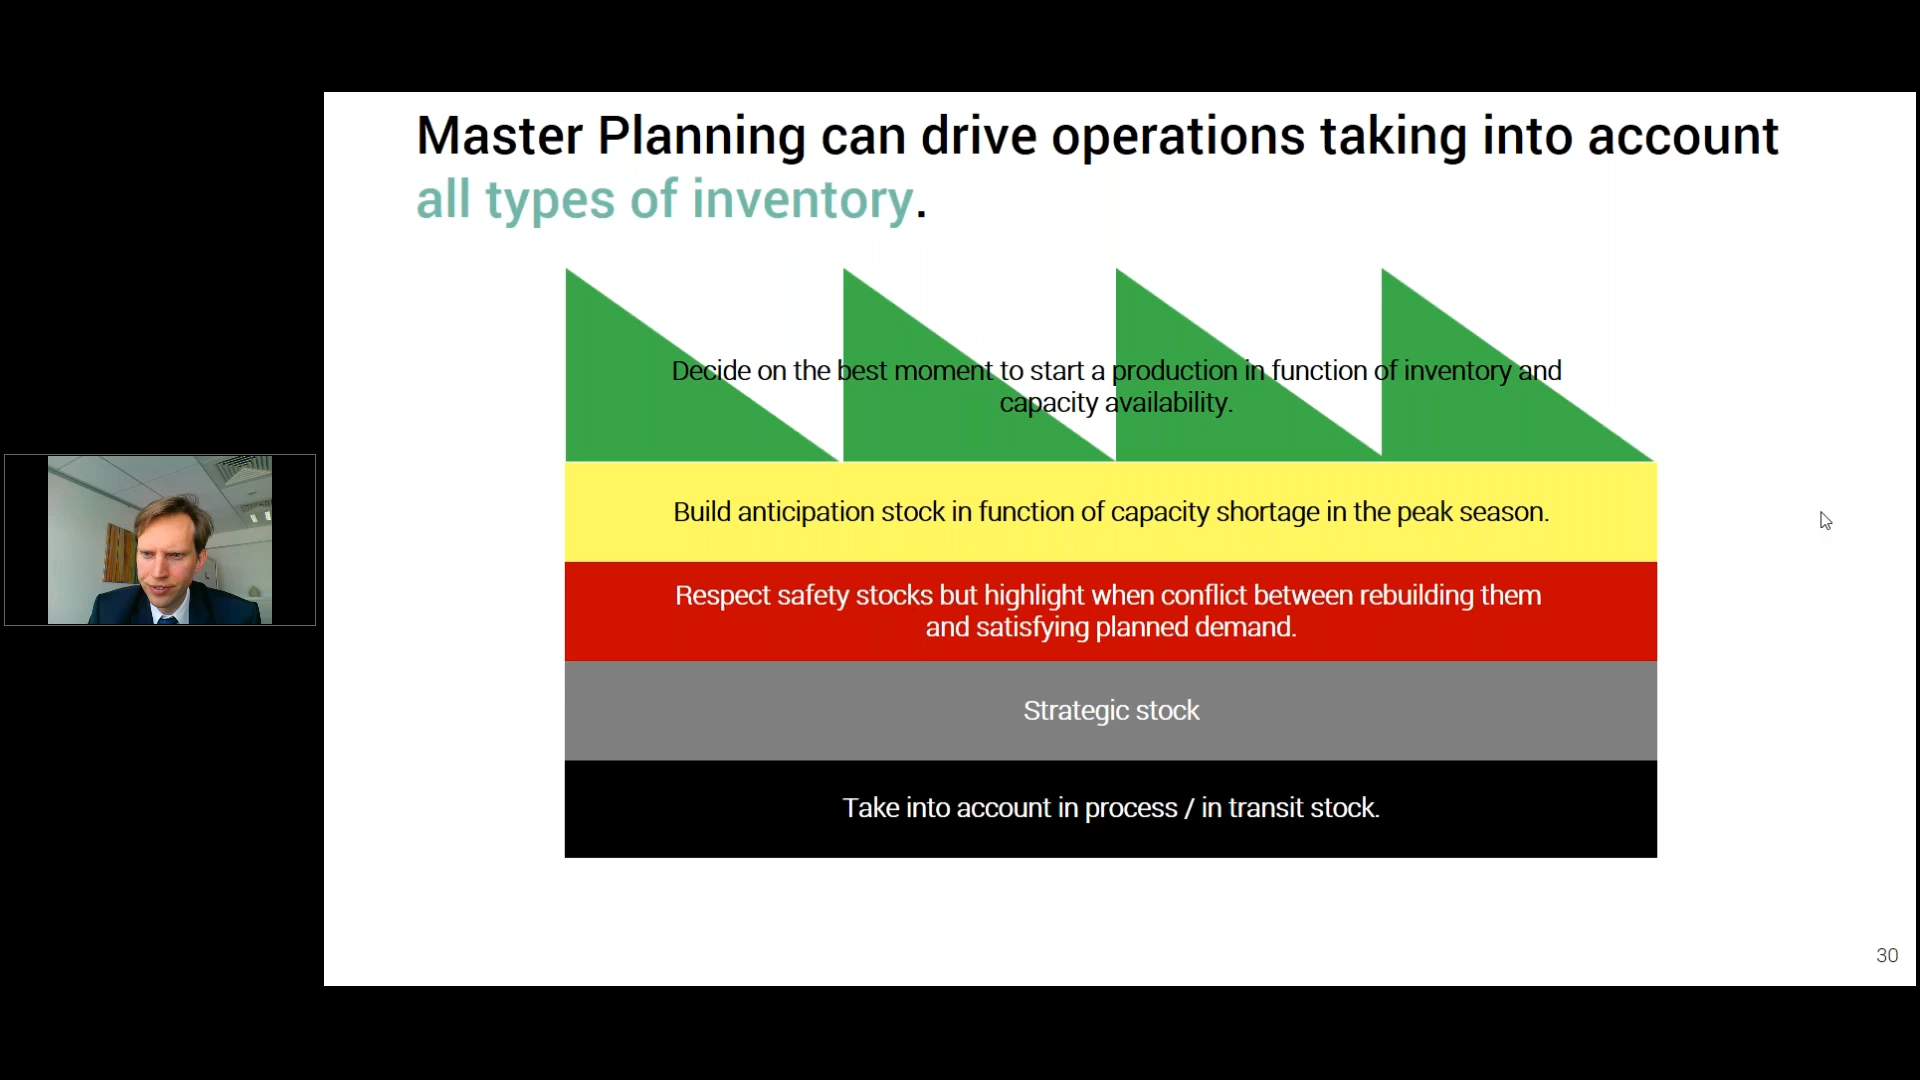 Master Planning can drive operations taking into account
all types of inventory.
Decide on the best moment to start a production in function of inventory and
capacity availability.
Build anticipation stock in function of capacity shortage in the peak season.
Respect safety stocks but highlight when conflict between rebuilding them
and satisfying planned demand.
Strategic stock
Take into account in process / in transit stock.
30